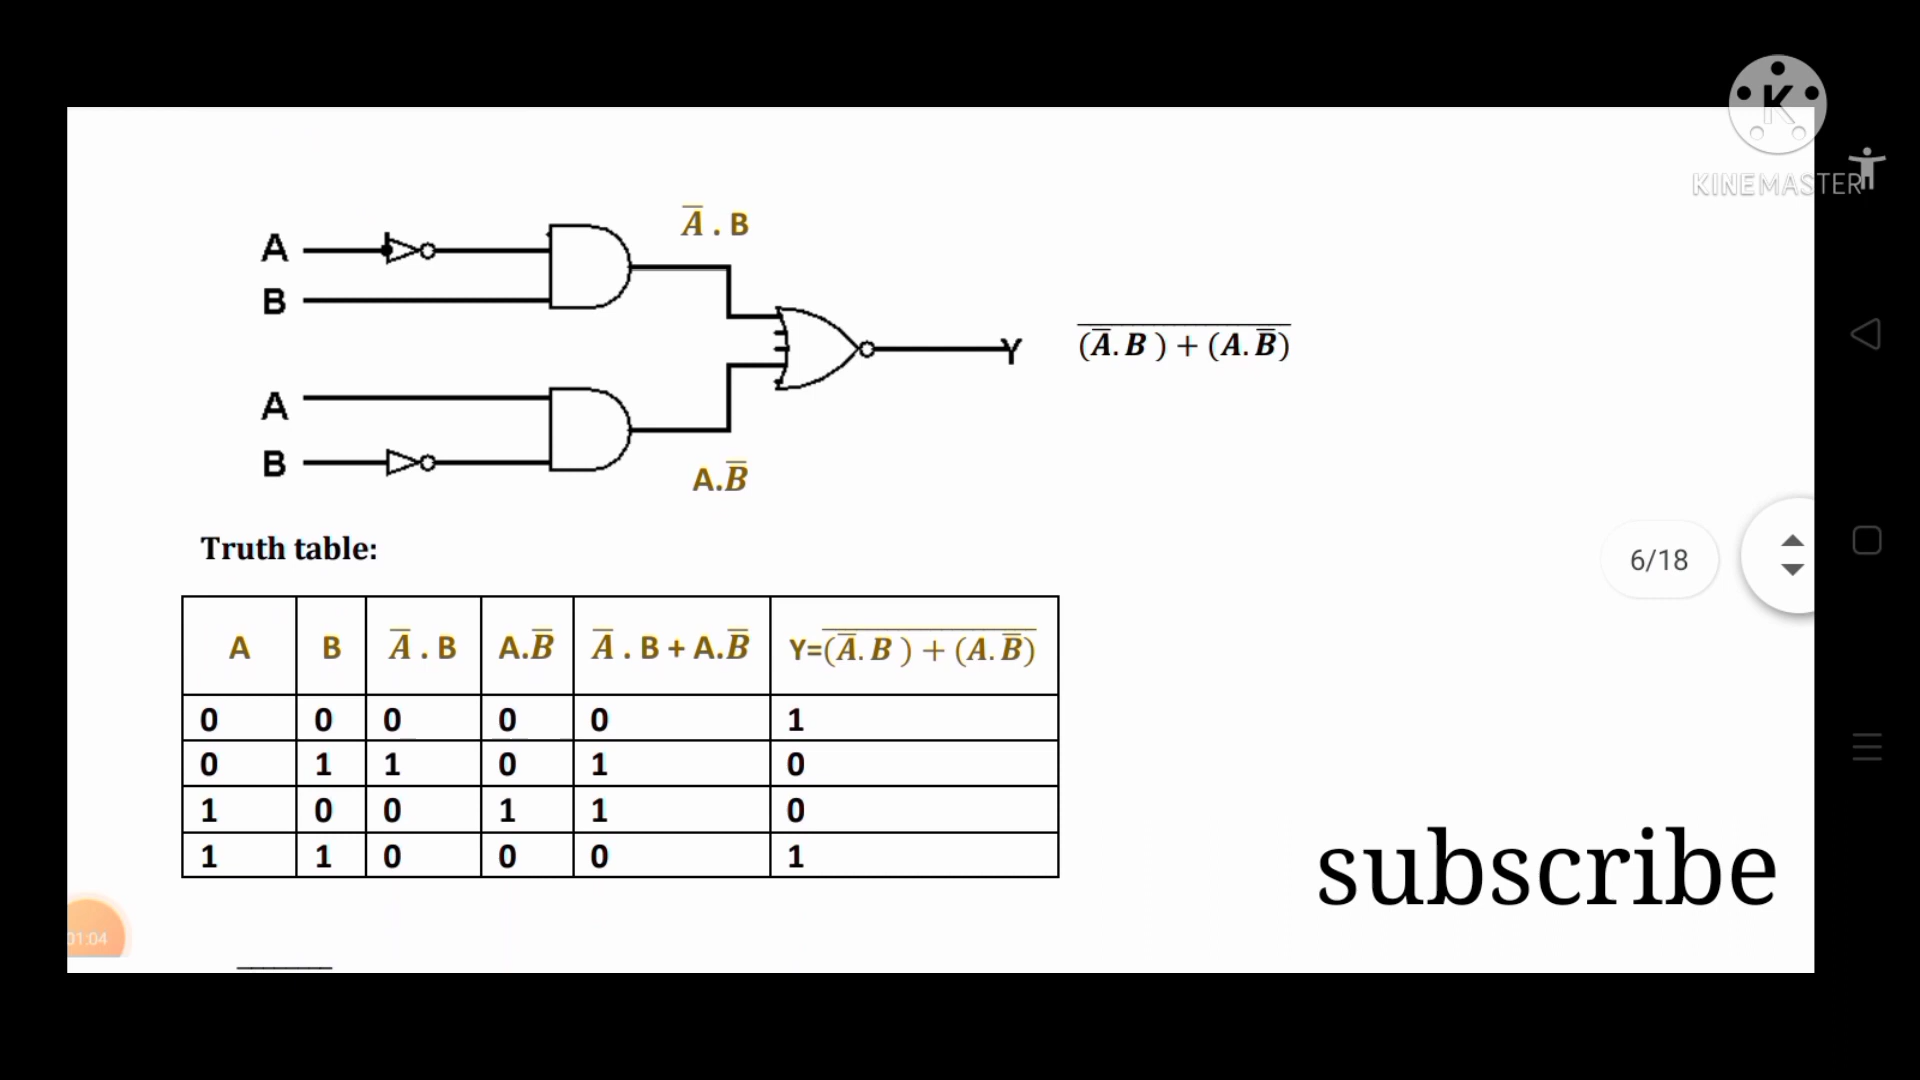 K
KINEMASTER
A̅ . B
A
B
Y
(A̅. B ) + (A. B̅)
A
B
A.B̅
Truth table:
6/18
A B A̅ . B A.B̅ A̅ . B + A.B̅ Y=(A̅. B ) + (A. B̅)
0 0 0 0 0 1
0 1 1 0 1 0
1 0 0 1 1 0
1 1 0 0 0 1
subscribe
01:04